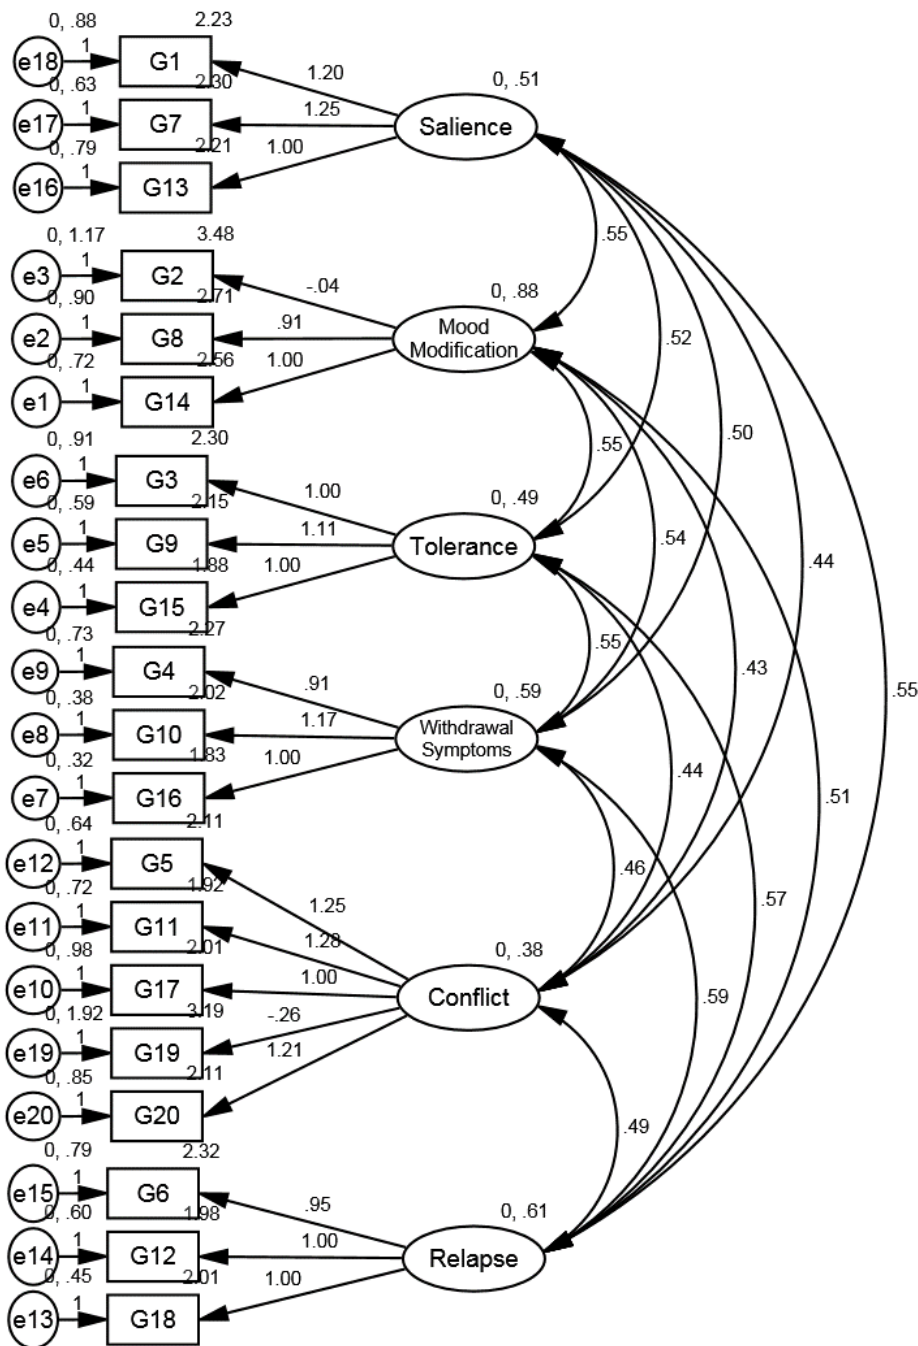 0, .88 2.23
e18 1 G1 1.20 0, .51
0, .63 2.30
e17 1 G7 1.25 Salience
0, .79 2.21
e16 1 G13 1.00
0, 1.17 3.48 .55
e3 1 G2 -.04 0, .88
0, .90 2.71
e2 1 G8 .91 Mood .52
Modification
0, .72 2.56
e1 1 G14 1.00
0, .91 2.30 .55 .50
e6 1 G3 1.00 0, .49
0, .59 2.15
e5 1 G9 1.11 Tolerance .54 .44
0, .44 1.88
e4 1 G15 1.00
0, .73 2.27 .55
e9 1 G4 .91 0, .59 .43 .55
0, .38 2.02
e8 1 G10 1.17 Withdrawal
Symptoms
0, .32 1.83
e7 1 G16 1.00 .44 .51
0, .64 2.11
e12 1 G5 1.25 .46
0, .72 1.92 .57
e11 1 G11 1.28 0, .38
0, .98 2.01
e10 1 G17 1.00 Conflict .59
0, 1.92 3.19
e19 1 G19 -.26
0, .85 2.11
e20 1 G20 1.21 .49
0, .79 2.32
e15 1 G6 .95 0, .61
0, .60 1.98
e14 1 G12 1.00 Relapse
0, .45 2.01
e13 1 G18 1.00